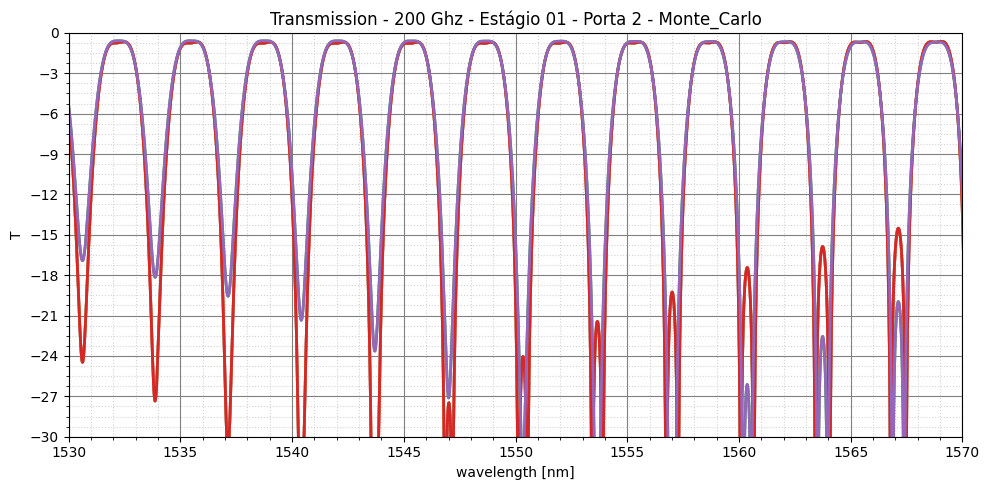 Transmission - 200 Ghz - Estágio 01 - Porta 2 - Monte_Carlo
0
−3
−6
−9
−12
−15
−18
−21
−24
−27
−30
T
1530 1535 1540 1545 1550 1555 1560 1565 1570
wavelength [nm]